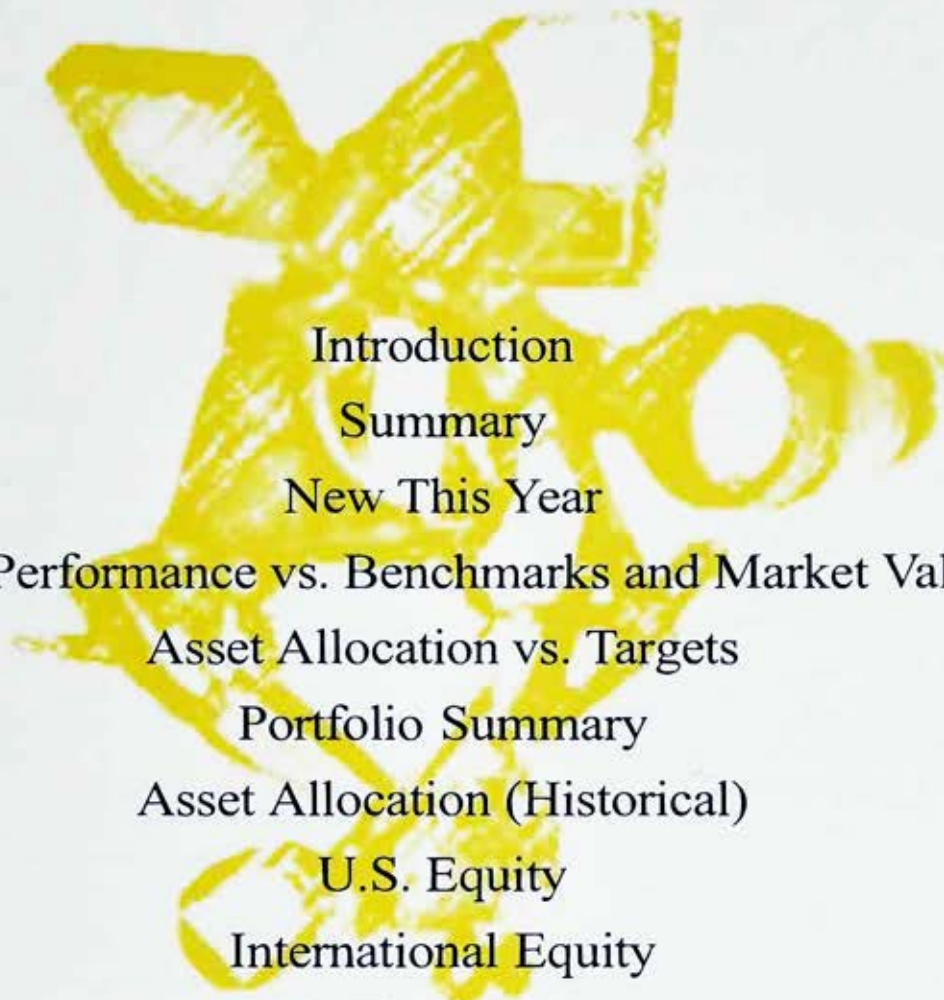 Introduction
Summary
New This Year
Performance vs. Benchmarks and Market
Asset Allocation vs. Targets
Portfolio Summary
Asset Allocation (Historical)
U.S. Equity
International Equity